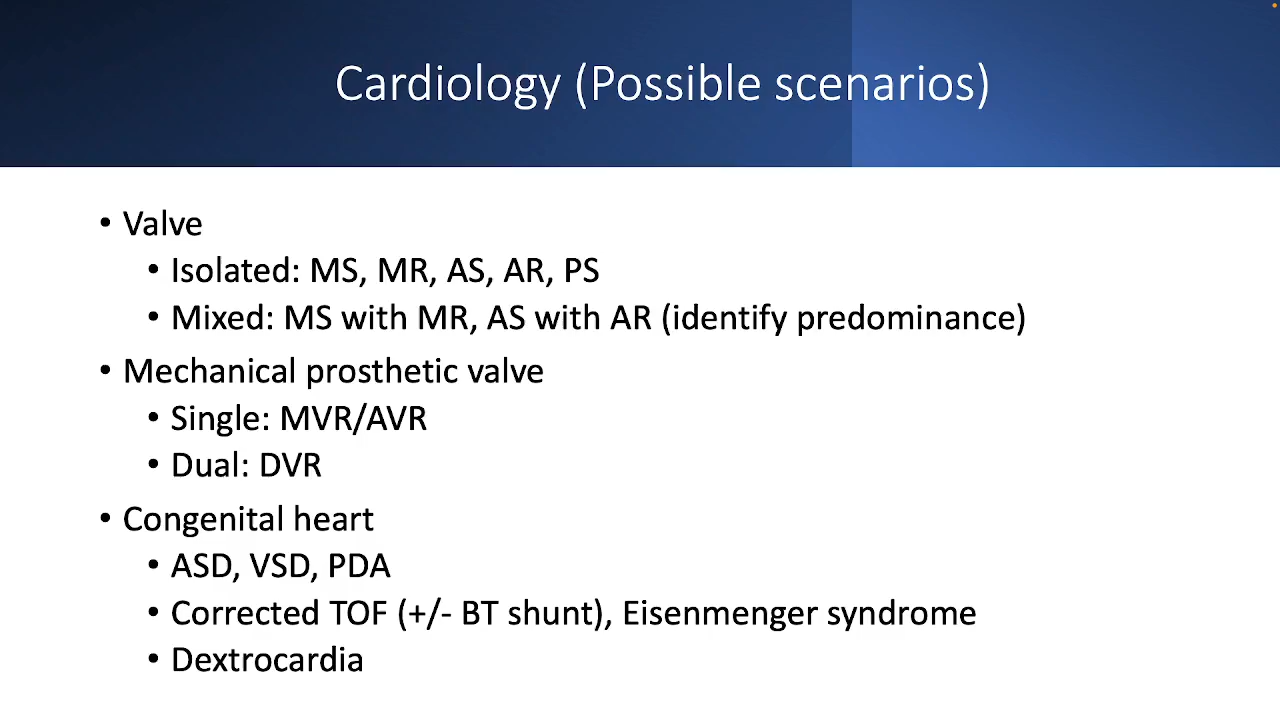 Cardiology (Possible scenarios)
• Valve
• Isolated: MS, MR, AS, AR, PS
• Mixed: MS with MR, AS with AR (identify predominance)
• Mechanical prosthetic valve
• Single: MVR/AVR
• Dual: DVR
• Congenital heart
• ASD, VSD, PDA
• Corrected TOF (+/- BT shunt), Eisenmenger syndrome
• Dextrocardia